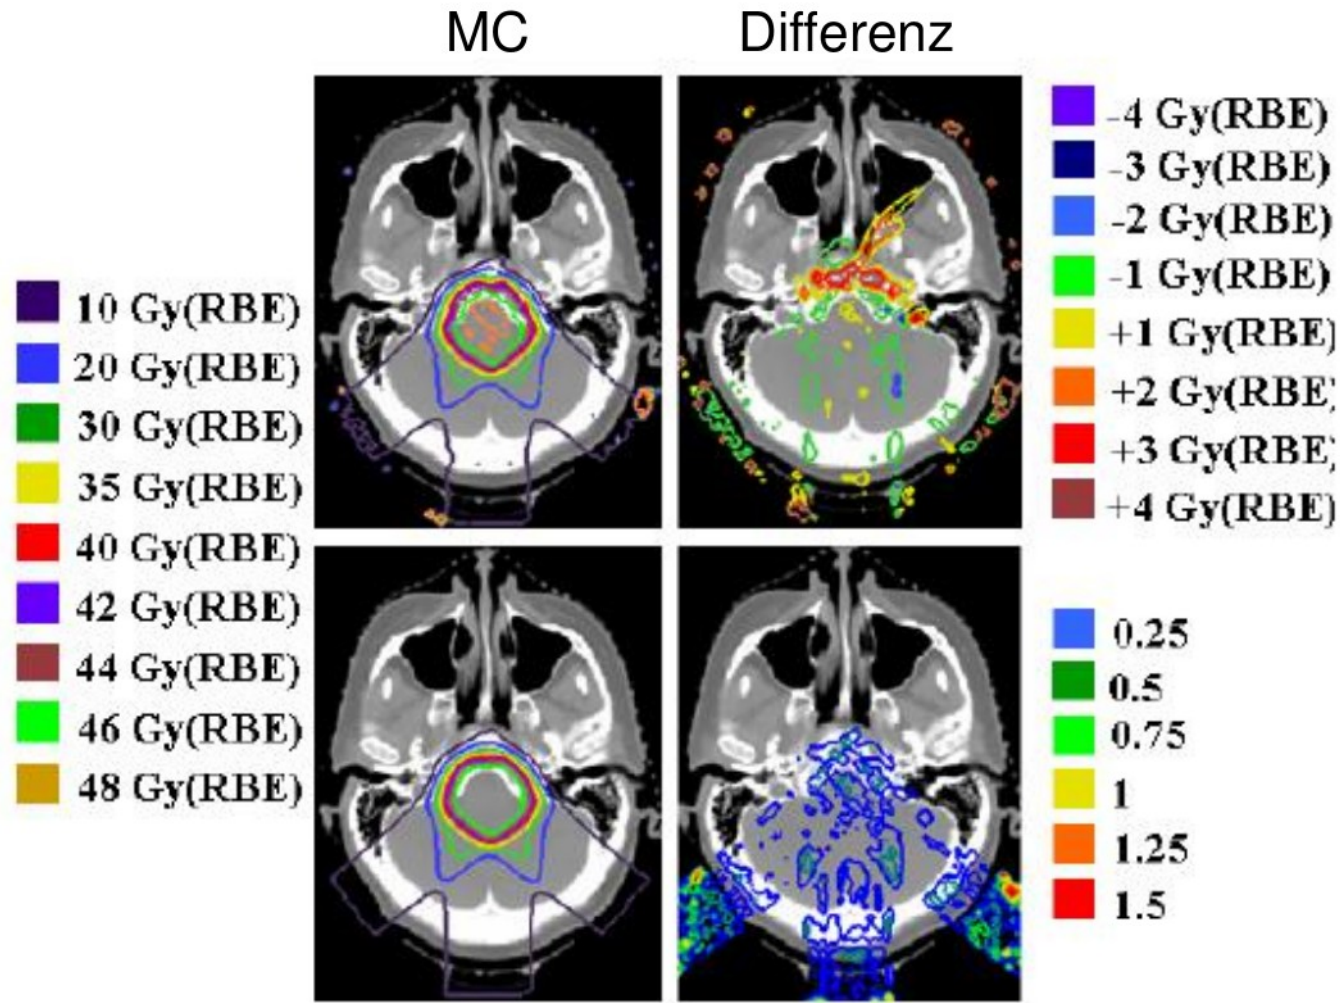 MC
Differenz
10 Gy(RBE)
20 Gy(RBE)
30 Gy(RBE)
35 Gy(RBE)
40 Gy(RBE)
42 Gy(RBE)
44 Gy(RBE)
46 Gy(RBE)
48 Gy(RBE)
-4 Gy(RBE)
-3 Gy(RBE)
-2 Gy(RBE)
-1 Gy(RBE)
+1 Gy(RBE)
+2 Gy(RBE)
+3 Gy(RBE)
+4 Gy(RBE)
0.25
0.5
0.75
1
1.25
1.5